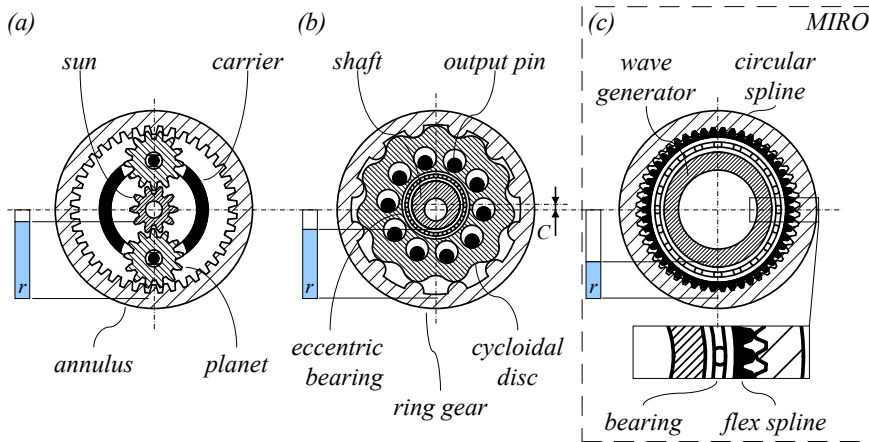 (a)
sun
carrier
r
annulus
planet
(b)
shaft
output pin
C
r
eccentric
bearing
ring gear
cycloidal
disc
(c)
MIRO
wave
generator
circular
spline
r
bearing
flex spline